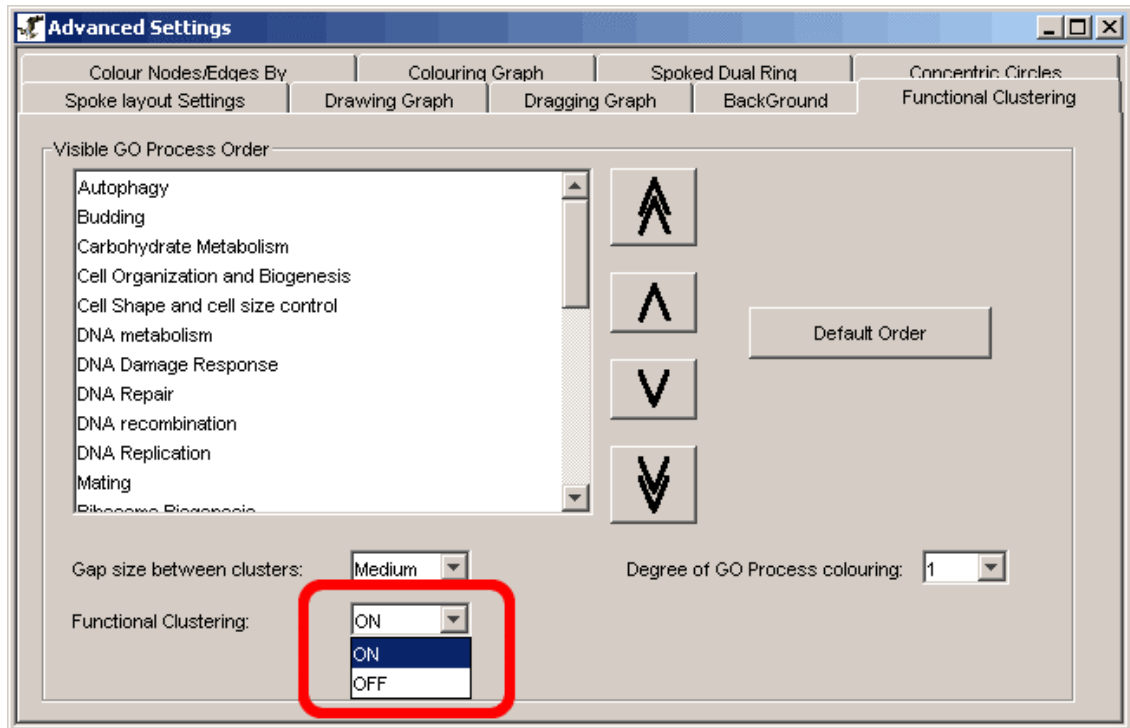 Advanced Settings
Colour Nodes/Edges By Colouring Graph Spoked Dual Ring Concentric Circles
Spoke layout Settings Drawing Graph Dragging Graph BackGround Functional Clustering
Visible GO Process Order
Autophagy
Budding
Carbohydrate Metabolism
Cell Organization and Biogenesis
Cell Shape and cell size control
DNA metabolism
DNA Damage Response
DNA Repair
DNA recombination
DNA Replication
Mating
Ribosome Biogenesis
Default Order
Gap size between clusters: Medium Degree of GO Process colouring: 1
Functional Clustering: ON
ON
OFF